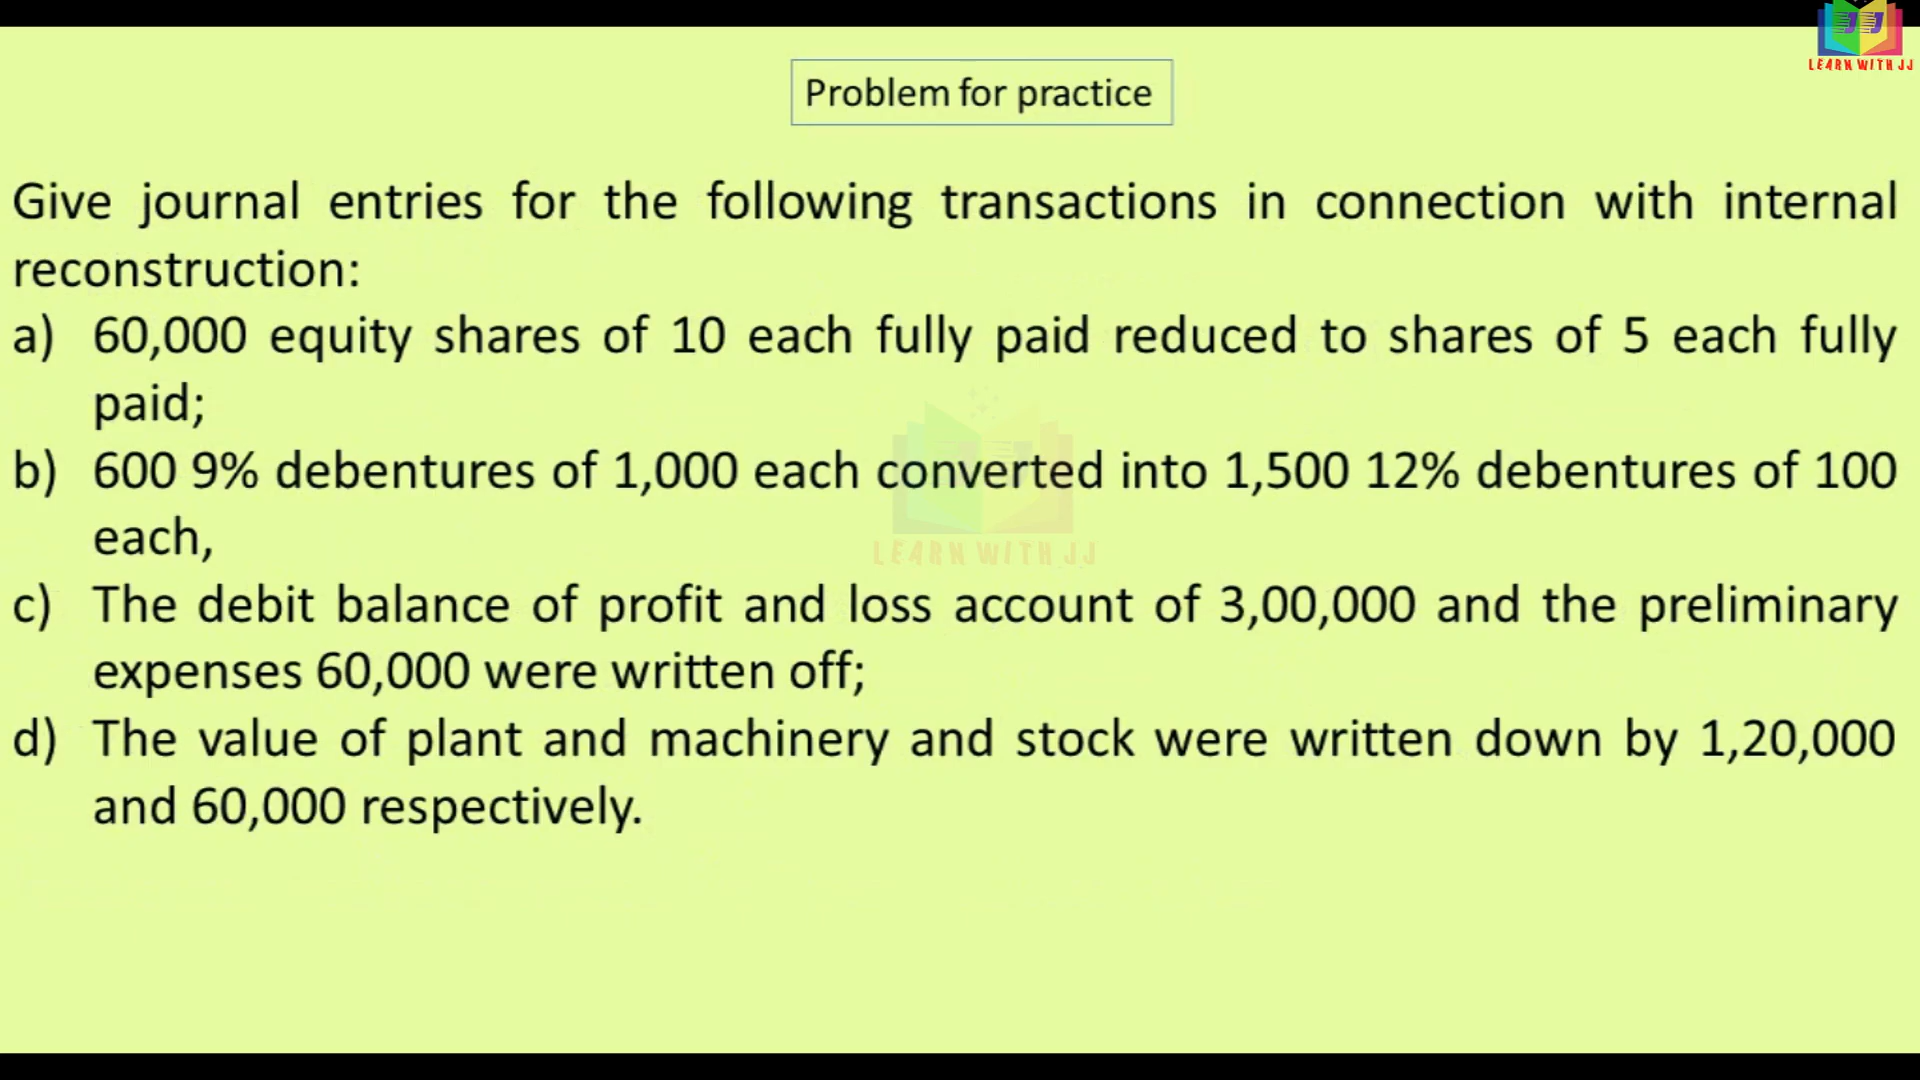 LEARN WITH JJ
Problem for practice
Give journal entries for the following transactions in connection with internal
reconstruction:
a) 60,000 equity shares of 10 each fully paid reduced to shares of 5 each fully
paid;
b) 600 9% debentures of 1,000 each converted into 1,500 12% debentures of 100
each,
LEARN WITH JJ
c) The debit balance of profit and loss account of 3,00,000 and the preliminary
expenses 60,000 were written off;
d) The value of plant and machinery and stock were written down by 1,20,000
and 60,000 respectively.